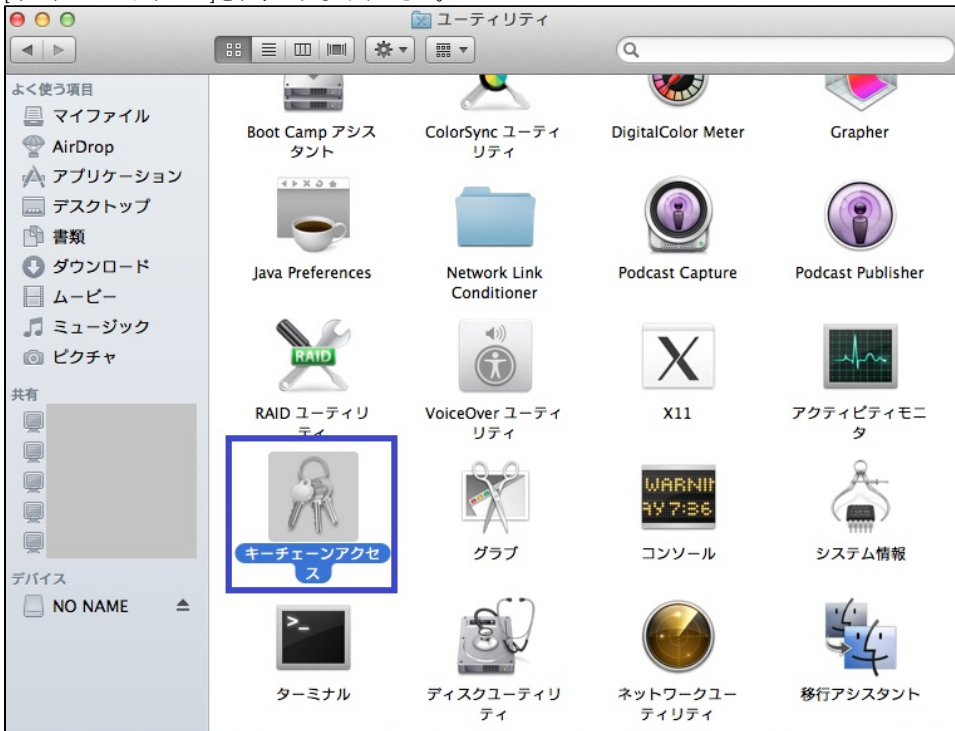 ユーティリティ
よく使う項目
マイファイル
AirDrop
アプリケーション
デスクトップ
書類
ダウンロード
ムービー
ミュージック
ピクチャ
共有
デバイス
NO NAME
Boot Camp アシス
タント
ColorSync ユーティ
リティ
DigitalColor Meter
Grapher
Java Preferences
Network Link
Conditioner
Podcast Capture
Podcast Publisher
RAID
RAID ユーティリ
ティ
VoiceOver ユーティ
リティ
X11
アクティビティモニ
タ
キーチェーンアクセ
ス
グラブ
WARNIN
AY 7:36
コンソール
システム情報
ターミナル
ディスクユーティリ
ティ
ネットワークユー
ティリティ
移行アシスタント